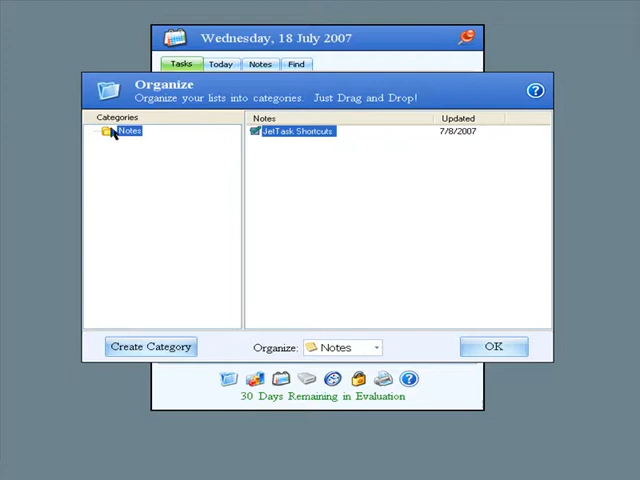 Wednesday, 18 July 2007
Tasks Today Notes Find
Organize
Organize your lists into categories. Just Drag and Drop!
Categories Notes Updated
Notes JetTask Shortcuts 7/8/2007
Create Category Organize: Notes OK
30 Days Remaining in Evaluation